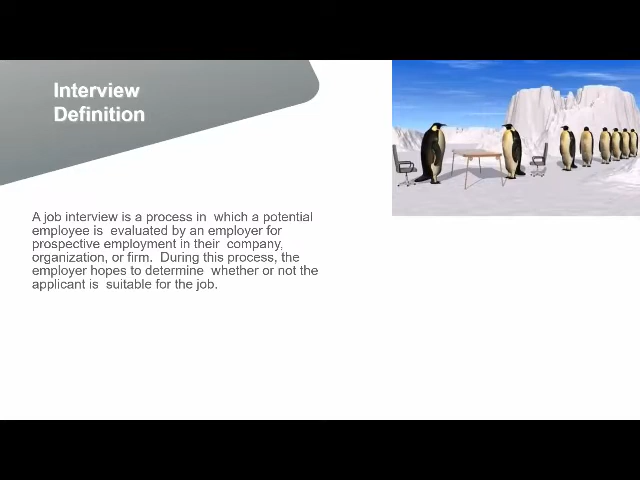 Interview
Definition
A job interview is a process in  which a potential
employee is  evaluated by an employer for
prospective employment in their  company,
organization, or firm.  During this process, the
employer hopes to determine  whether or not the
applicant is  suitable for the job.